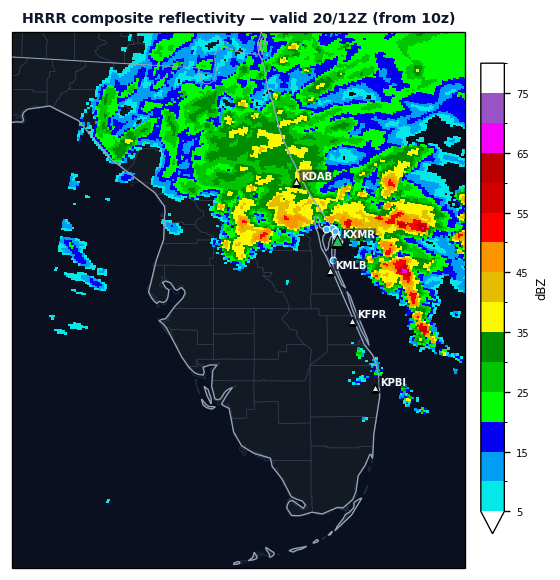 HRRR composite reflectivity — valid 20/12Z (from 10z)
KDAB
KXMR
KMLB
KFPR
KPBI
75
65
55
45
35
25
15
5
dBZ